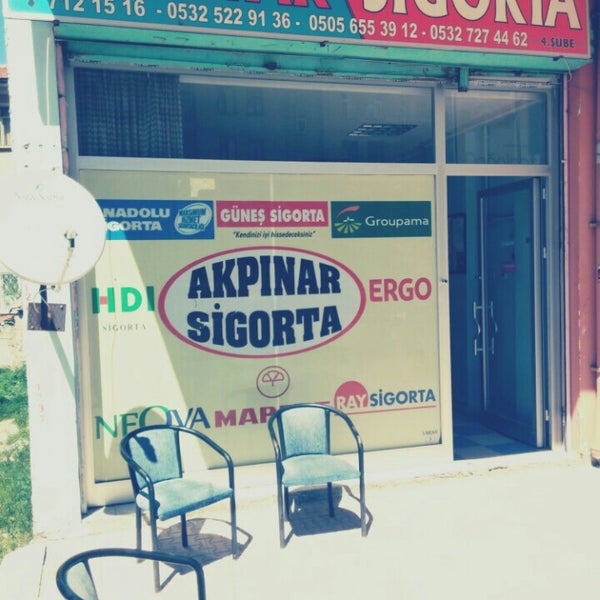 SİGORTA
712 15 16 - 0532 522 91 36 - 0505 655 39 12 - 0532 727 44 62
4.ŞUBE
NADOLU
GORTA
GÜNEŞ SİGORTA
"Kendinizi iyi hissedeceksiniz"
Groupama
HDI
SİGORTA
AKPINAR
SİGORTA
ERGO
NEOVA
MAP
RAY SİGORTA